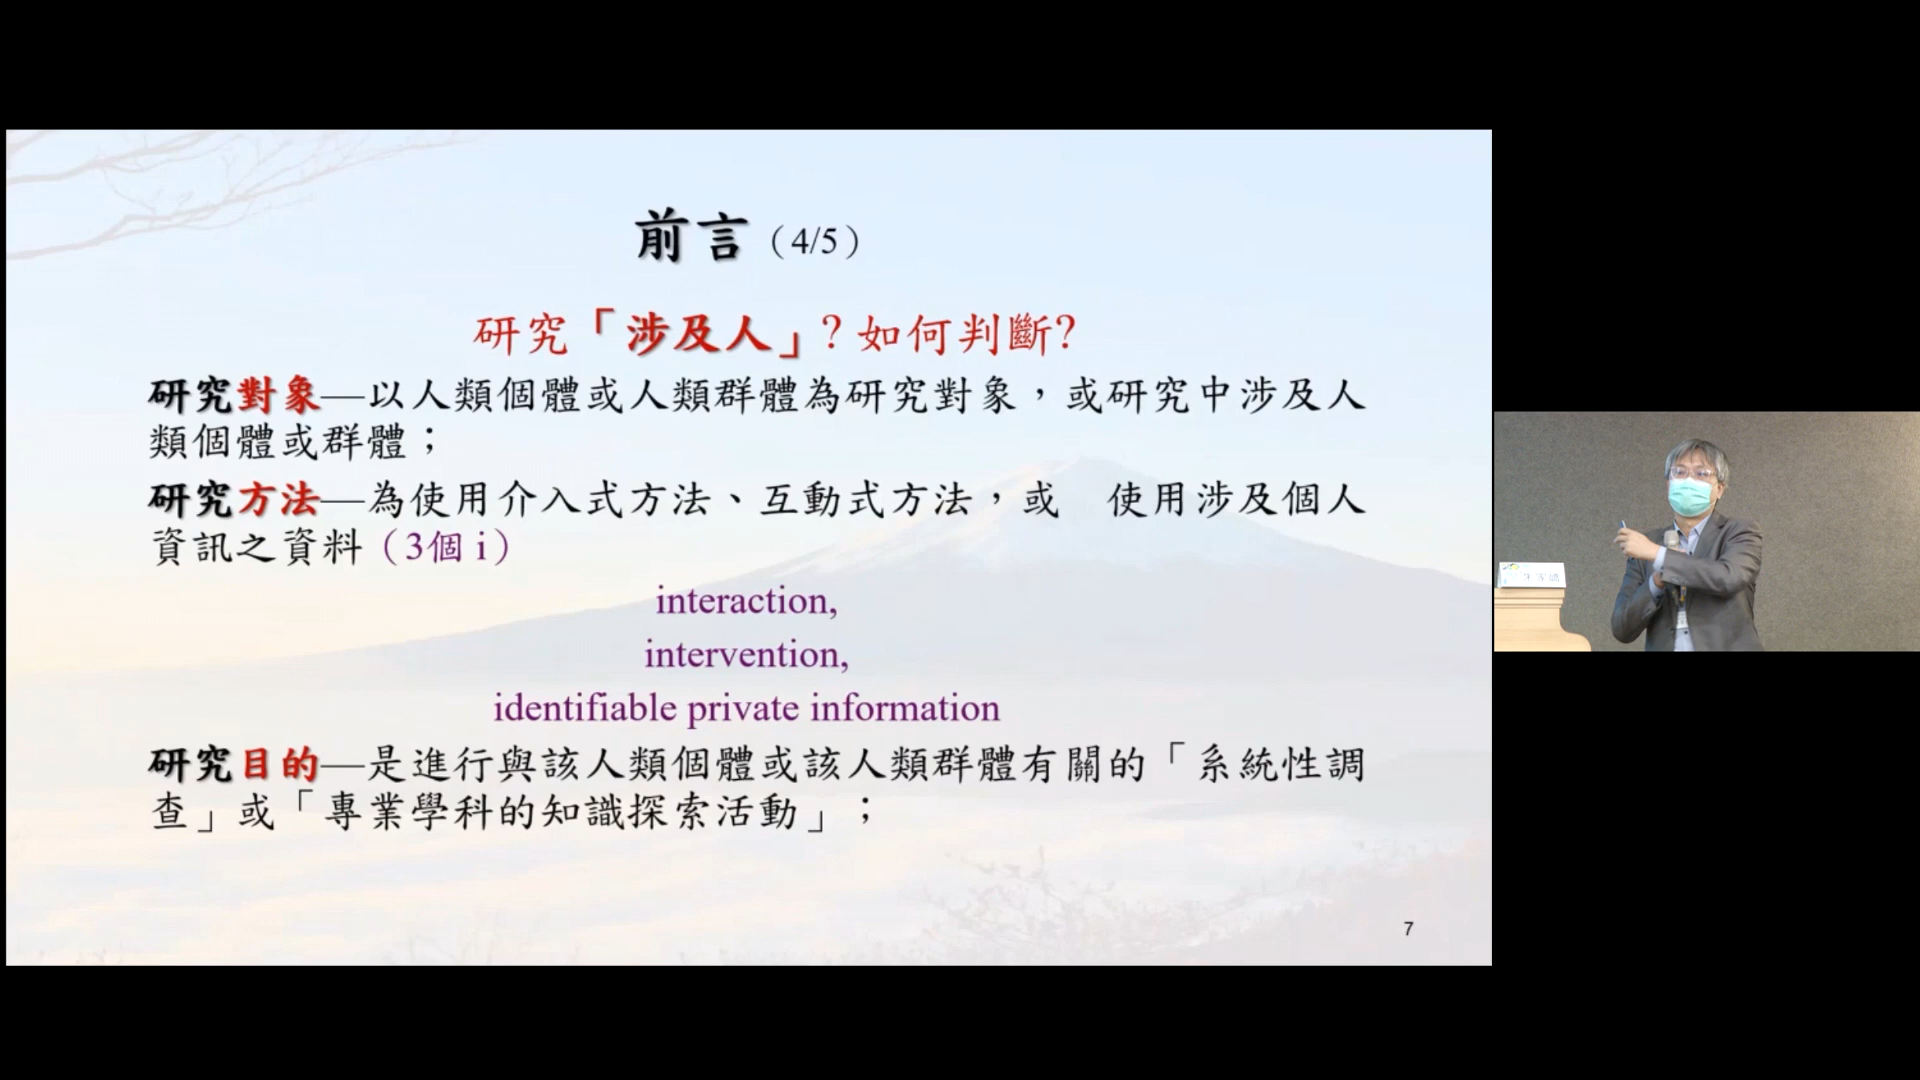 前言（4/5）
研究「涉及人」? 如何判斷?
研究對象—以人類個體或人類群體為研究對象，或研究中涉及人
類個體或群體；
研究方法—為使用介入式方法、互動式方法，或　使用涉及個人
資訊之資料（3個 i）
interaction,
intervention,
identifiable private information
研究目的—是進行與該人類個體或該人類群體有關的「系統性調
查」或「專業學科的知識探索活動」；
7